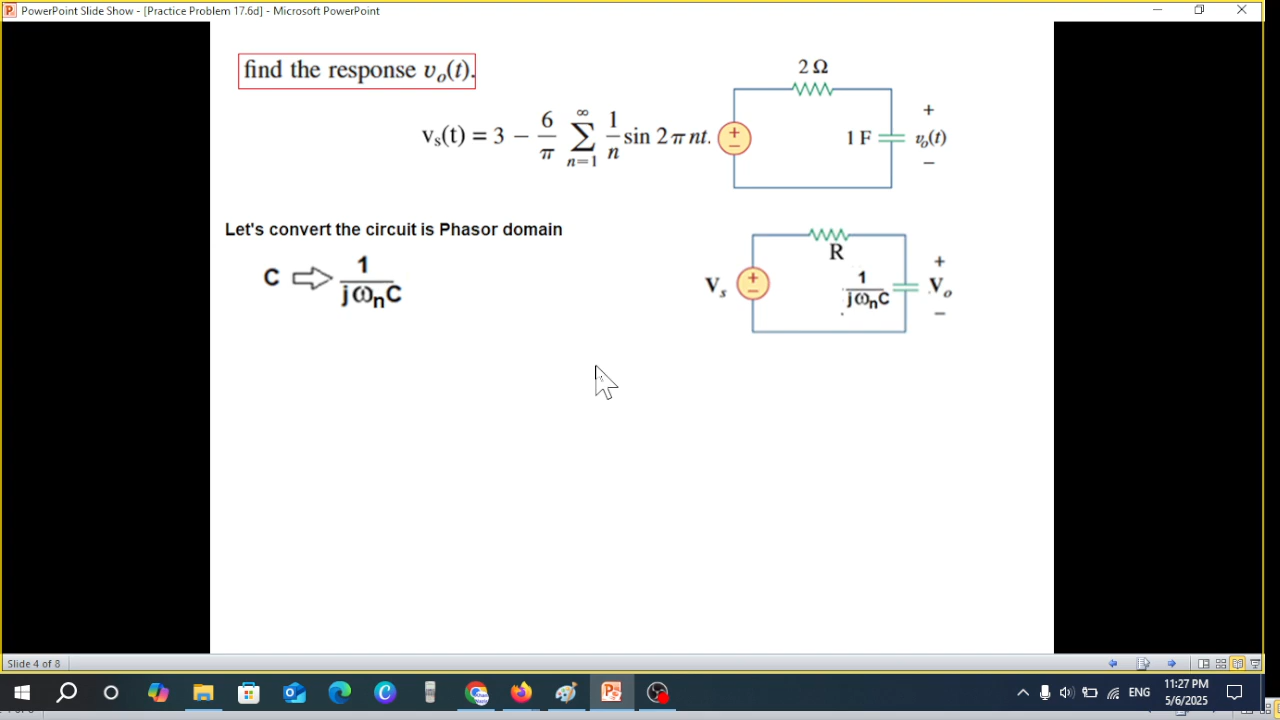 PowerPoint Slide Show - [Practice Problem 17.6d] - Microsoft PowerPoint
find the response v_o(t).
v_s(t) = 3 − 6/π ∑_{n=1}^{∞} 1/n sin 2πnt.
2 Ω
1 F
+
v_o(t)
−
Let's convert the circuit is Phasor domain
C ⇨ 1/jω_nC
V_s
R
1/jω_nC
+
V_o
−
Slide 4 of 8
ENG
11:27 PM
5/6/2025